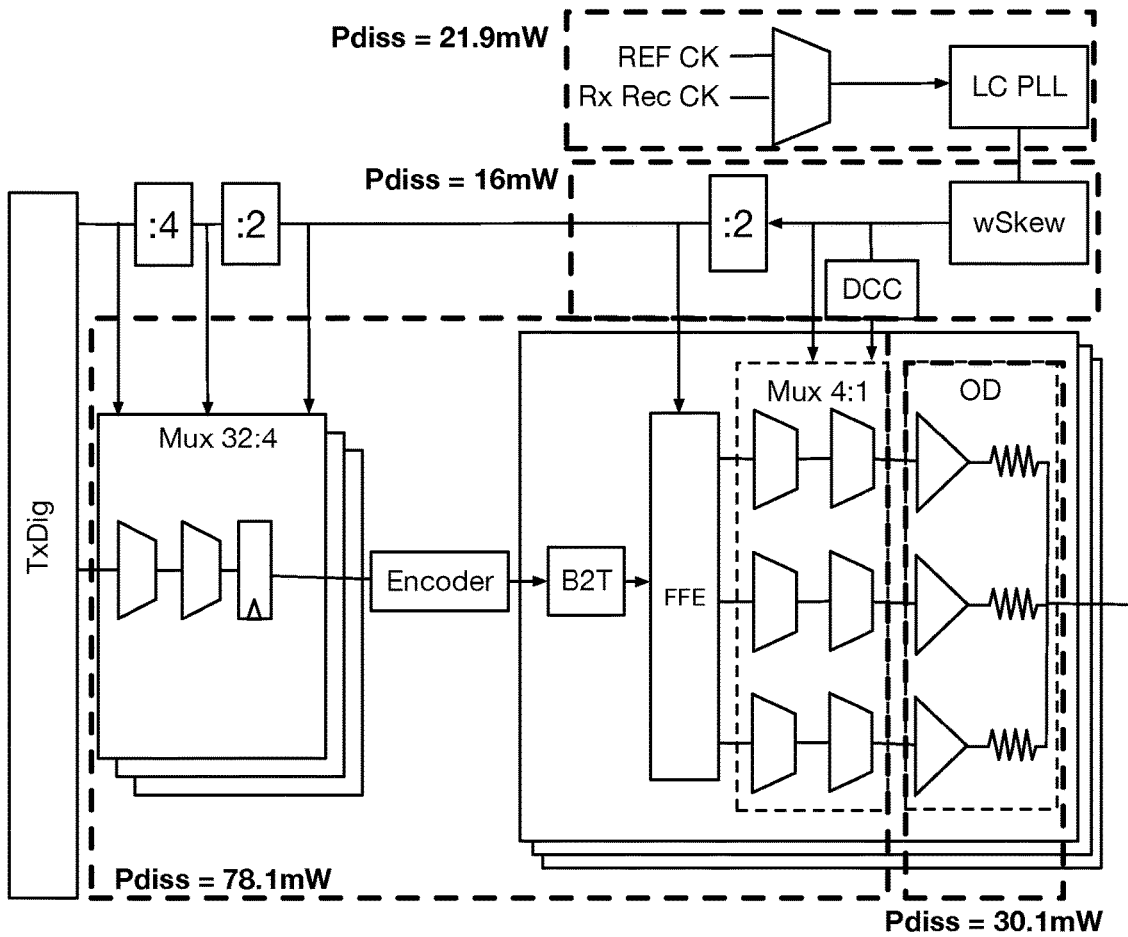 Pdiss = 21.9mW
REF CK
Rx Rec CK
LC PLL
Pdiss = 16mW
:4
:2
:2
wSkew
DCC
Mux 32:4
Mux 4:1
OD
TxDig
Encoder
B2T
FFE
Pdiss = 78.1mW
Pdiss = 30.1mW